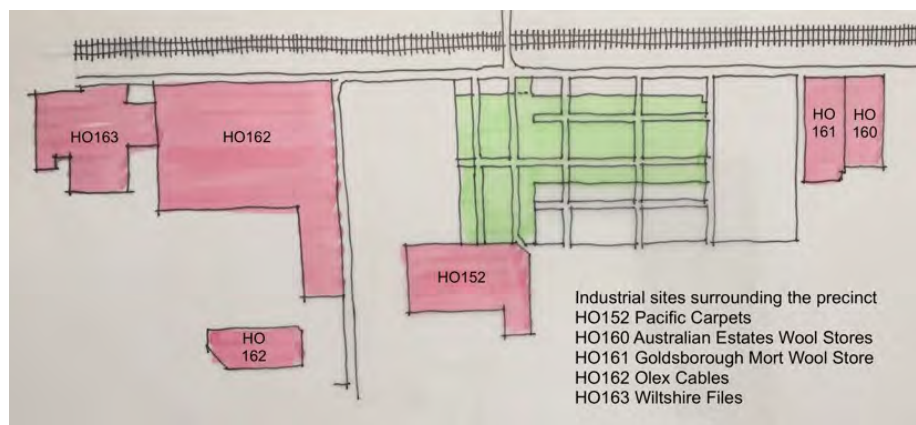 HO163
HO162
HO
161
HO
160
HO152
HO
162
Industrial sites surrounding the precinct
HO152 Pacific Carpets
HO160 Australian Estates Wool Stores
HO161 Goldsborough Mort Wool Store
HO162 Olex Cables
HO163 Wiltshire Files